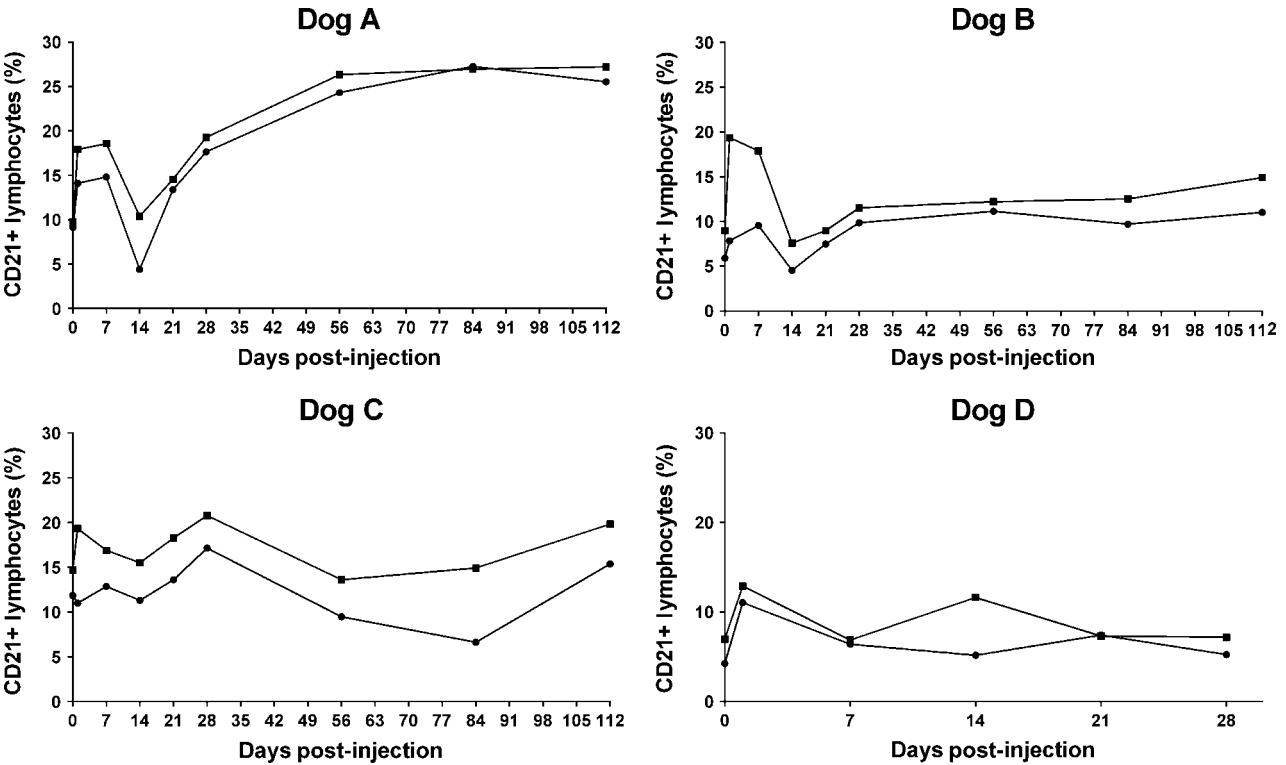 Dog A
CD21+ lymphocytes (%)
30
25
20
15
10
5
0
0 7 14 21 28 35 42 49 56 63 70 77 84 91 98 105 112
Days post-injection
Dog B
CD21+ lymphocytes (%)
30
25
20
15
10
5
0
0 7 14 21 28 35 42 49 56 63 70 77 84 91 98 105 112
Days post-injection
Dog C
CD21+ lymphocytes (%)
30
25
20
15
10
5
0
0 7 14 21 28 35 42 49 56 63 70 77 84 91 98 105 112
Days post-injection
Dog D
CD21+ lymphocytes (%)
30
20
10
0
0 7 14 21 28
Days post-injection